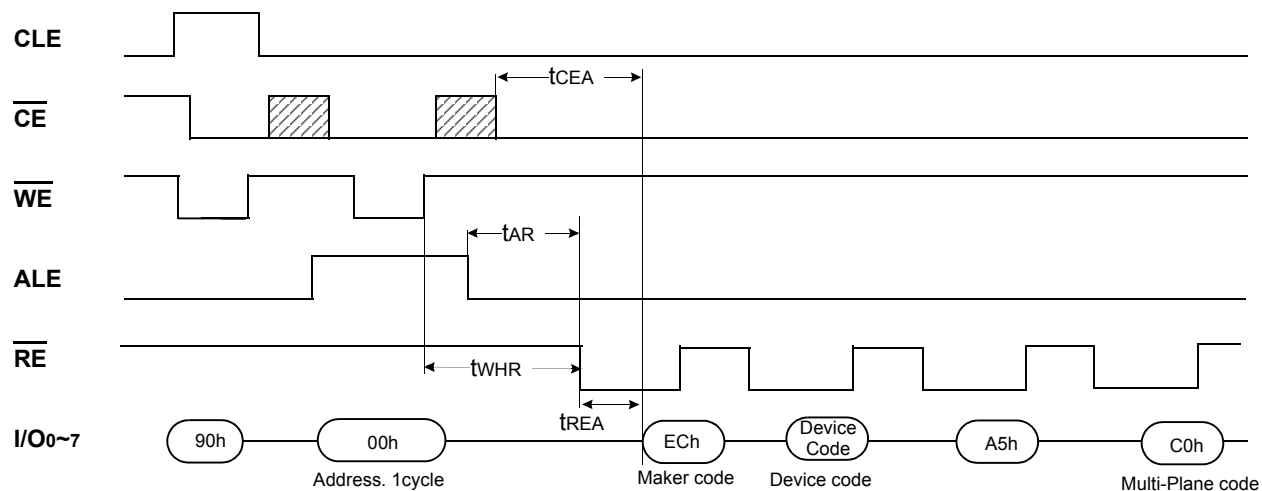 CLE
tCEA
CE
WE
tAR
ALE
RE
tWHR
tREA
I/O0~7
90h
00h
ECh
Device
Code
A5h
C0h
Address. 1cycle
Maker code
Device code
Multi-Plane code